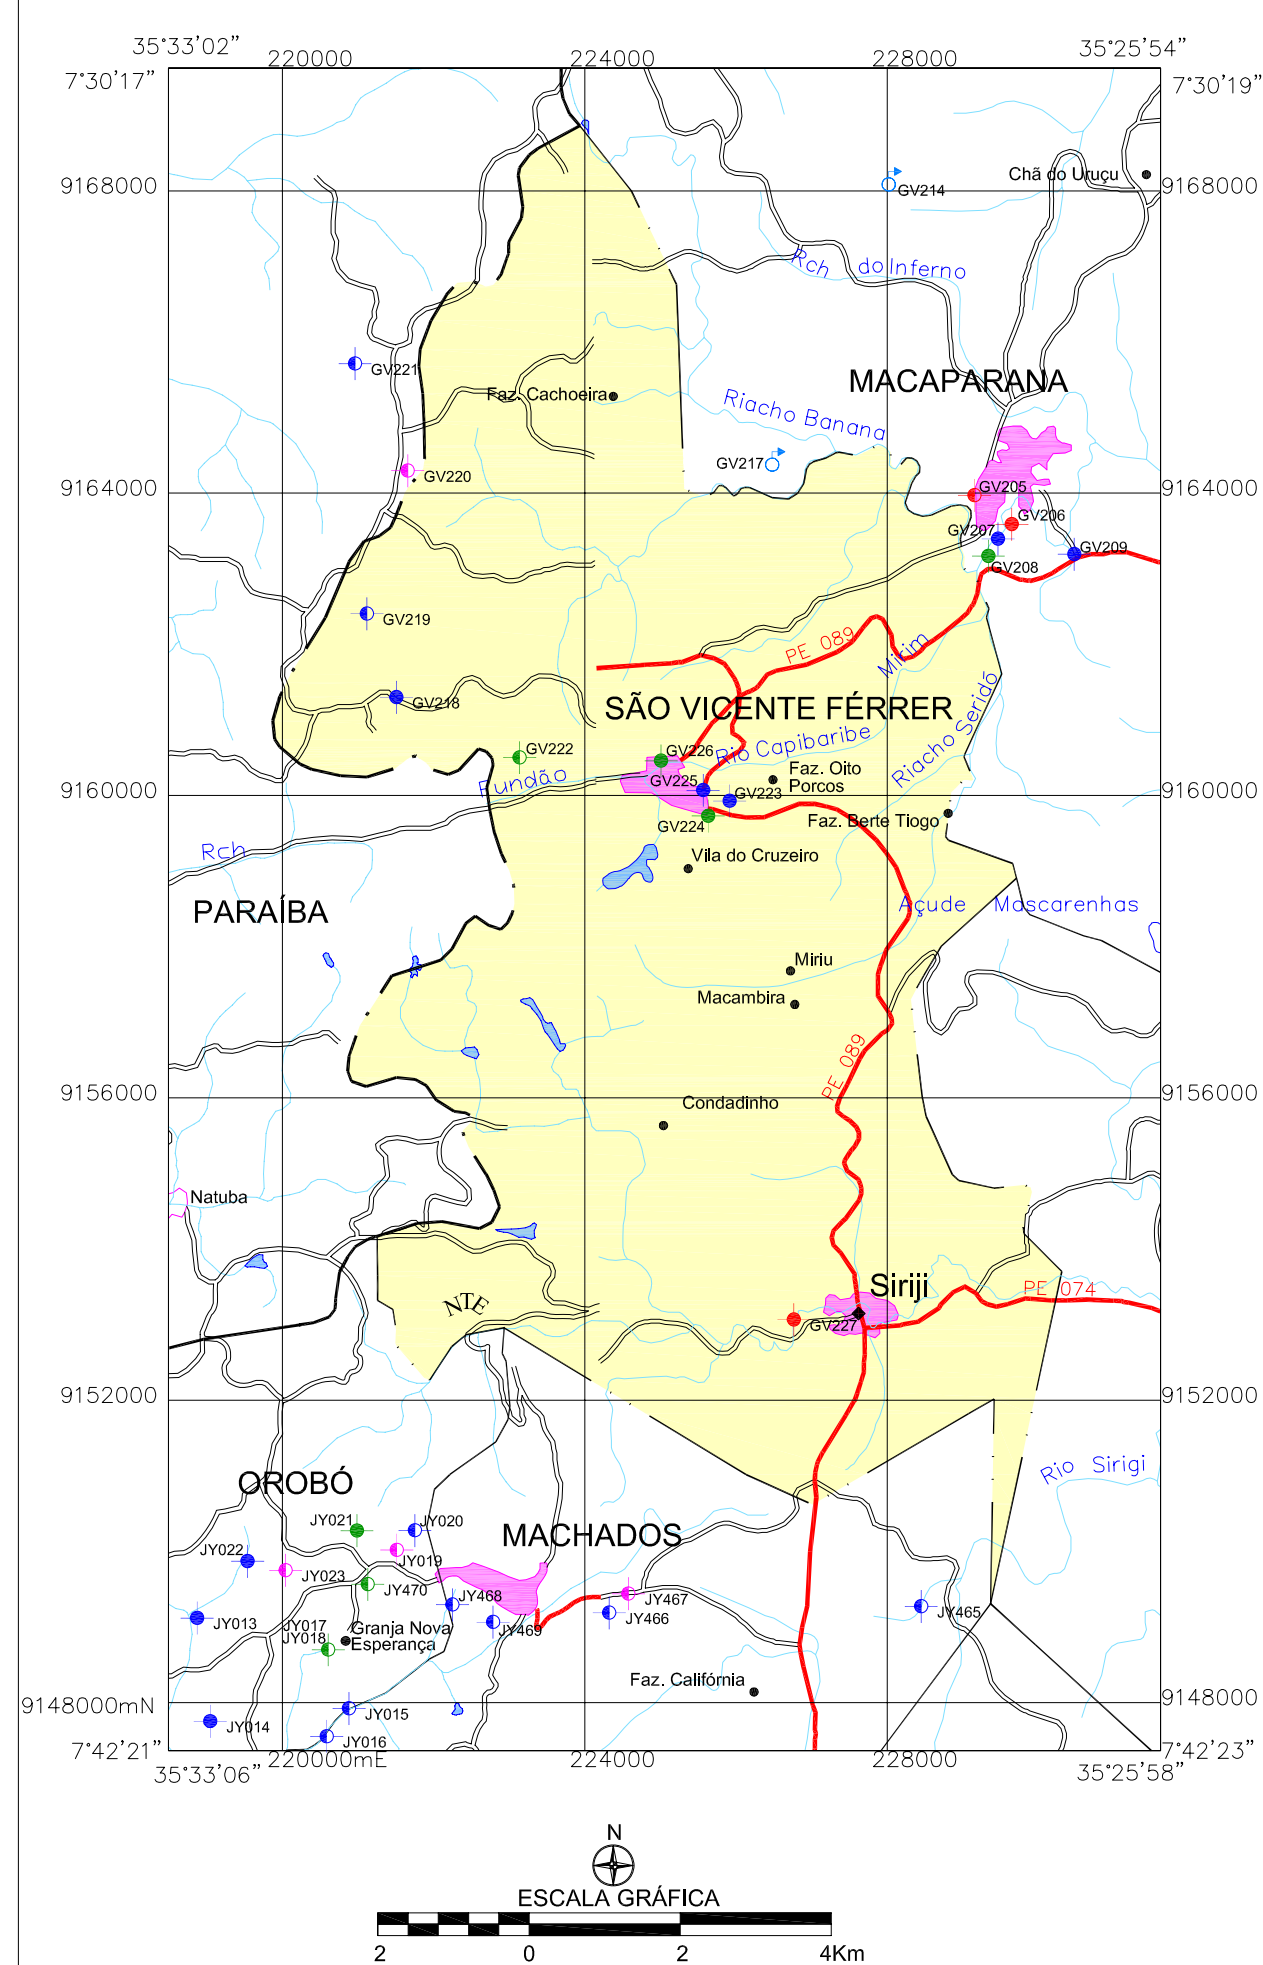 35°33'02"
220000
224000
228000
35°25'54"
7°30'17"
7°30'19"
Chã do Uruçu
9168000
GV214
9168000
Rch do Inferno
GV221
MACAPARANA
Faz. Cachoeira
Riacho Banana
GV217
GV220
9164000
GV205
9164000
GV206
GV207
GV209
GV208
GV219
PE 089
Mirim
GV218
SÃO VICENTE FÉRRER
Riacho Seridó
GV222
GV226
Rio Capibaribe
Fundão
GV225
Faz. Oito
Porcos
9160000
GV223
9160000
GV224
Faz. Berte Tiogo
Rch
Vila do Cruzeiro
PARAÍBA
Açude Mascarenhas
Miriu
Macambira
PE 089
9156000
Condadinho
9156000
Natuba
Siriji
PE 074
NTE
GV227
9152000
9152000
Rio Sirigi
OROBÓ
JY021
JY020
MACHADOS
JY022
JY019
JY023
JY470
JY468
JY467
JY013
JY017
JY466
JY465
JY018
Granja Nova
Esperança
JY469
Faz. Califórnia
9148000mN
JY015
9148000
JY014
JY016
7°42'21"
220000mE
224000
228000
7°42'23"
35°33'06"
35°25'58"
N
ESCALA GRÁFICA
2 0 2 4Km